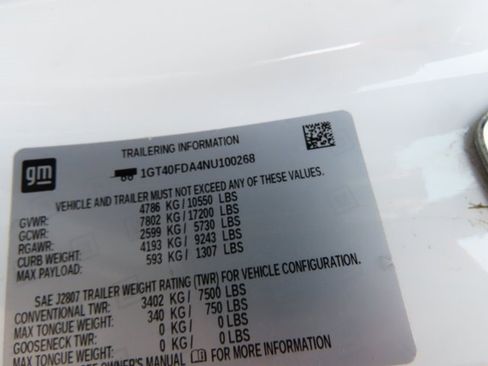 gm
TRAILERING INFORMATION
1GT40FDA4NU100268
VEHICLE AND TRAILER MUST NOT EXCEED ANY OF THESE VALUES.
GVWR: 4786 KG / 10550 LBS
GCWR: 7802 KG / 17200 LBS
RGAWR: 2599 KG / 5730 LBS
CURB WEIGHT: 4193 KG / 9243 LBS
MAX PAYLOAD: 593 KG / 1307 LBS
SAE J2807 TRAILER WEIGHT RATING (TWR) FOR VEHICLE CONFIGURATION.
CONVENTIONAL TWR: 3402 KG / 7500 LBS
MAX TONGUE WEIGHT: 340 KG / 750 LBS
GOOSENECK TWR: 0 KG / 0 LBS
MAX TONGUE WEIGHT: 0 KG / 0 LBS
OWNER'S MANUAL FOR MORE INFORMATION